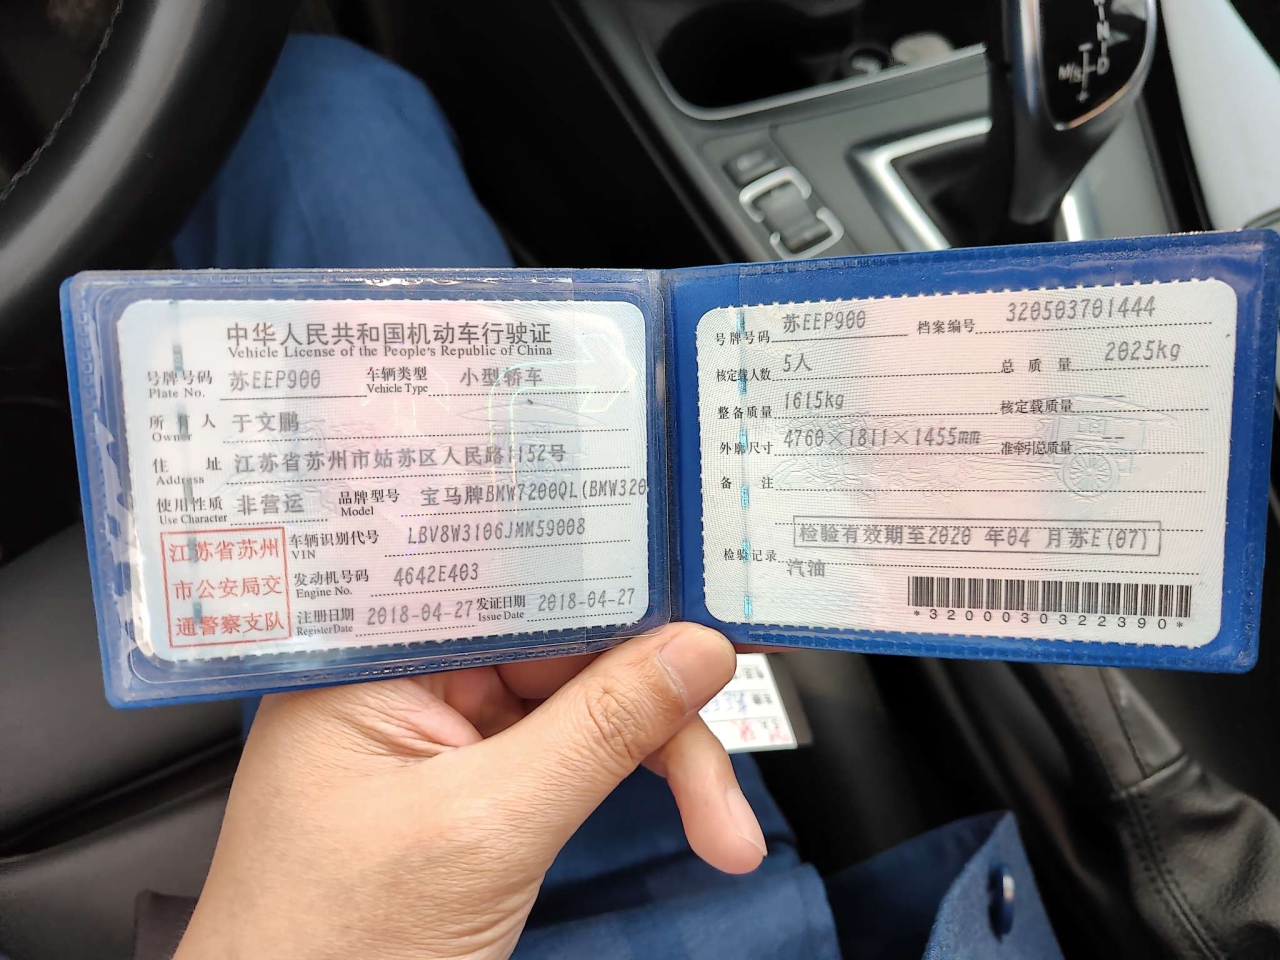 中华人民共和国机动车行驶证
Vehicle License of the People's Republic of China
号牌号码 苏EEP900 车辆类型 小型轿车
Plate No. Vehicle Type
所有人 于文鹏
Owner
住址 江苏省苏州市姑苏区人民路1152号
Address
使用性质 非营运 品牌型号 宝马牌BMW7200QL(BMW320
Use Character Model
江苏省苏州
市公安局交
通警察支队
车辆识别代号 LBV8W3106JMM59008
VIN
发动机号码 4642E403
Engine No.
注册日期 2018-04-27 发证日期 2018-04-27
Register Date Issue Date
号牌号码 苏EEP900 档案编号 320503701444
核定载人数 5人 总质量 2025kg
整备质量 1615kg 核定载质量 --
外廓尺寸 4760×1811×1455mm 准牵引总质量 --
备注
检验有效期至2020 年04 月苏E(07)
检验记录
汽油
*3200030322390*
N
M/S D
+